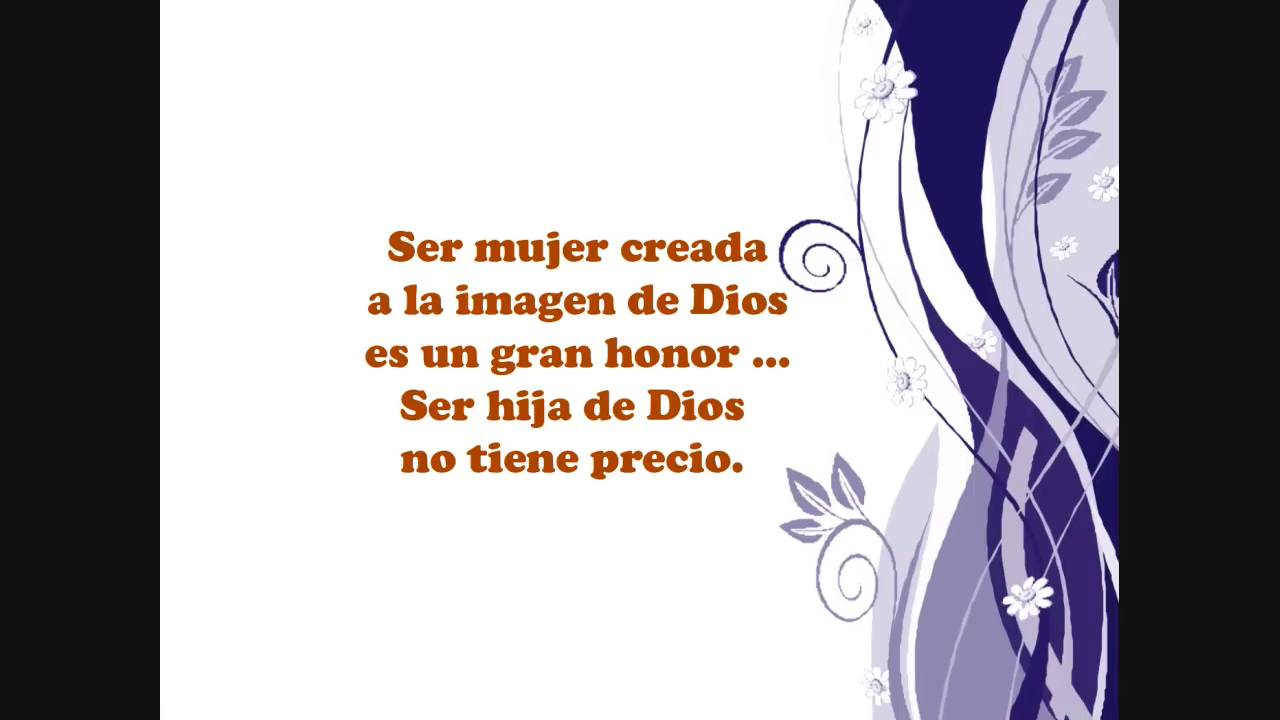 Ser mujer creada
a la imagen de Dios
es un gran honor ...
Ser hija de Dios
no tiene precio.